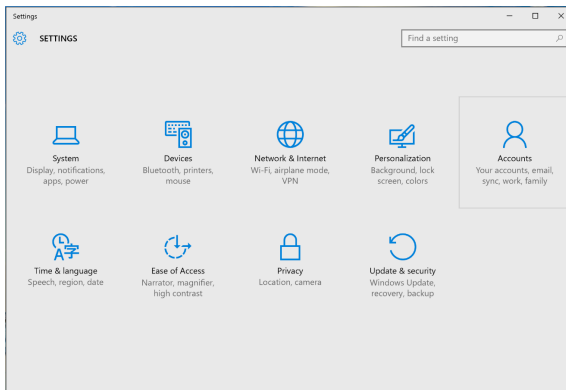 Settings
SETTINGS
Find a setting
System
Display, notifications,
apps, power
Devices
Bluetooth, printers,
mouse
Network & Internet
Wi-Fi, airplane mode,
VPN
Personalization
Background, lock
screen, colors
Accounts
Your accounts, email,
sync, work, family
A字
Time & language
Speech, region, date
Ease of Access
Narrator, magnifier,
high contrast
Privacy
Location, camera
Update & security
Windows Update,
recovery, backup